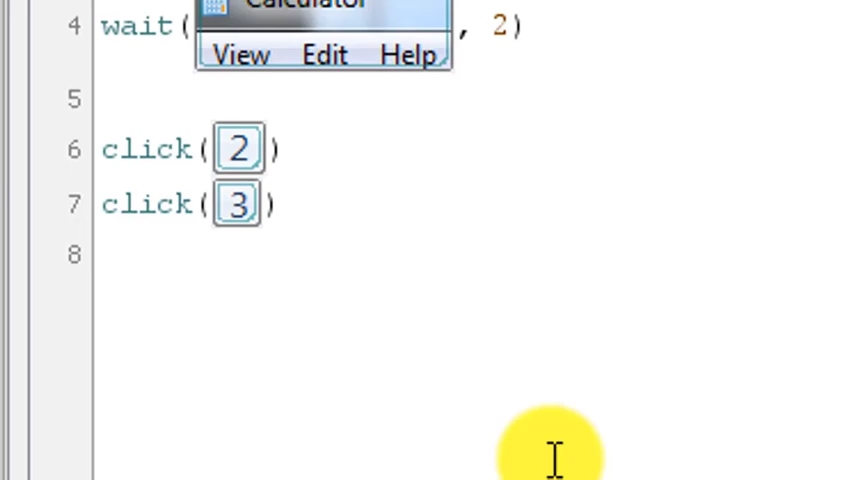 Calculator
4 wait( , 2)
View Edit Help
5
6 click( 2 )
7 click( 3 )
8